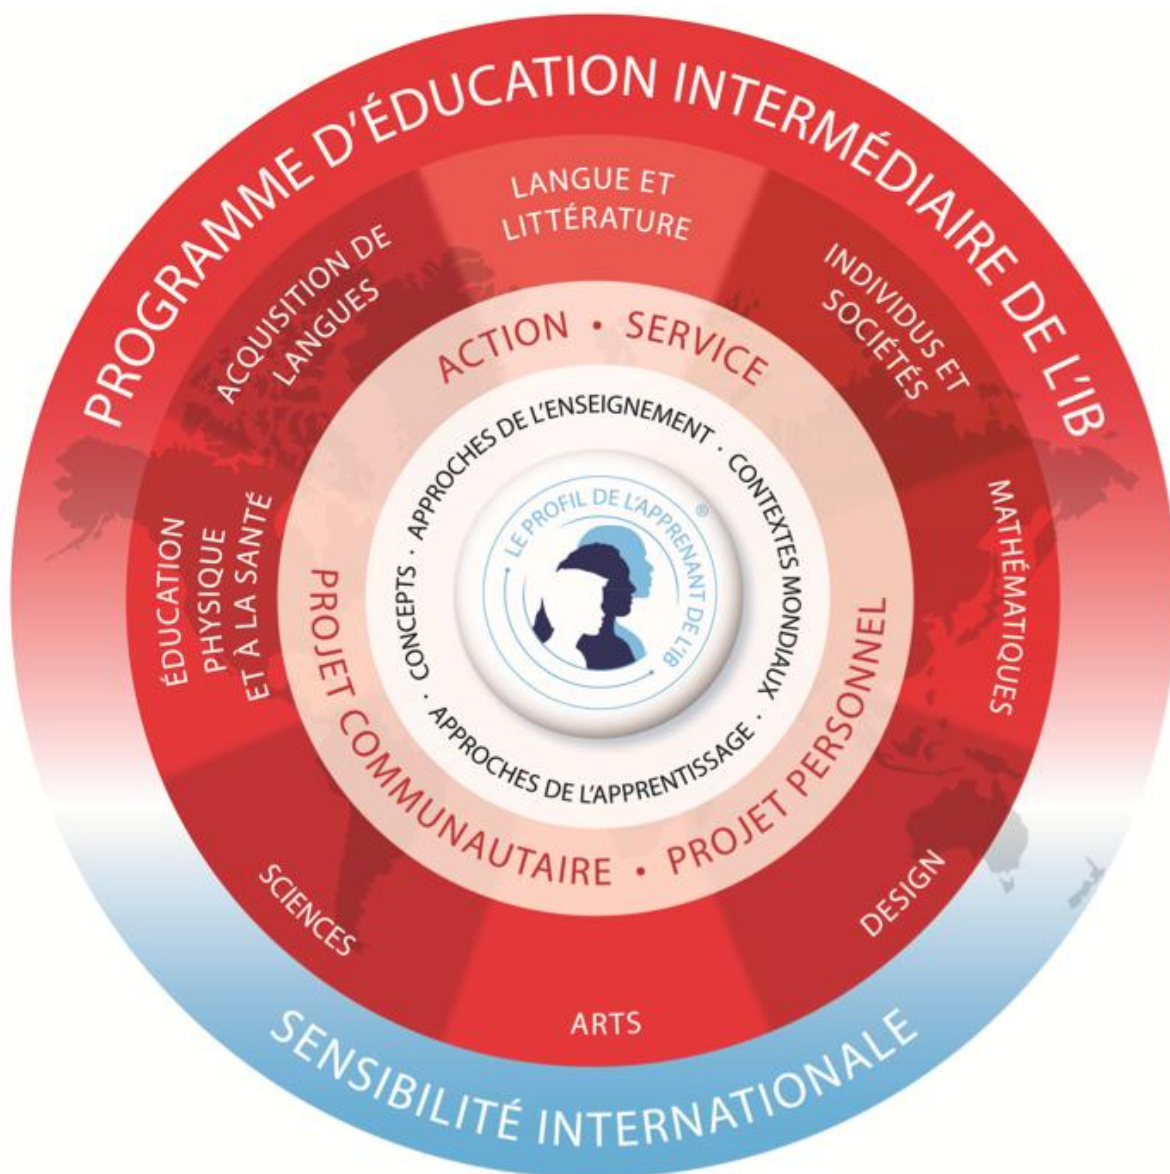 PROGRAMME D'ÉDUCATION INTERMÉDIAIRE DE L'IB
LANGUE ET
LITTÉRATURE
INDIVIDUS ET
SOCIÉTÉS
MATHÉMATIQUES
DESIGN
ARTS
SCIENCES
ÉDUCATION
PHYSIQUE
ET À LA SANTÉ
ACQUISITION DE
LANGUES
ACTION • SERVICE
PROJET COMMUNAUTAIRE • PROJET PERSONNEL
CONCEPTS · APPROCHES DE L'ENSEIGNEMENT · CONTEXTES MONDIAUX ·
APPROCHES DE L'APPRENTISSAGE ·
LE PROFIL DE L'APPRENANT DE L'IB
®
SENSIBILITÉ INTERNATIONALE